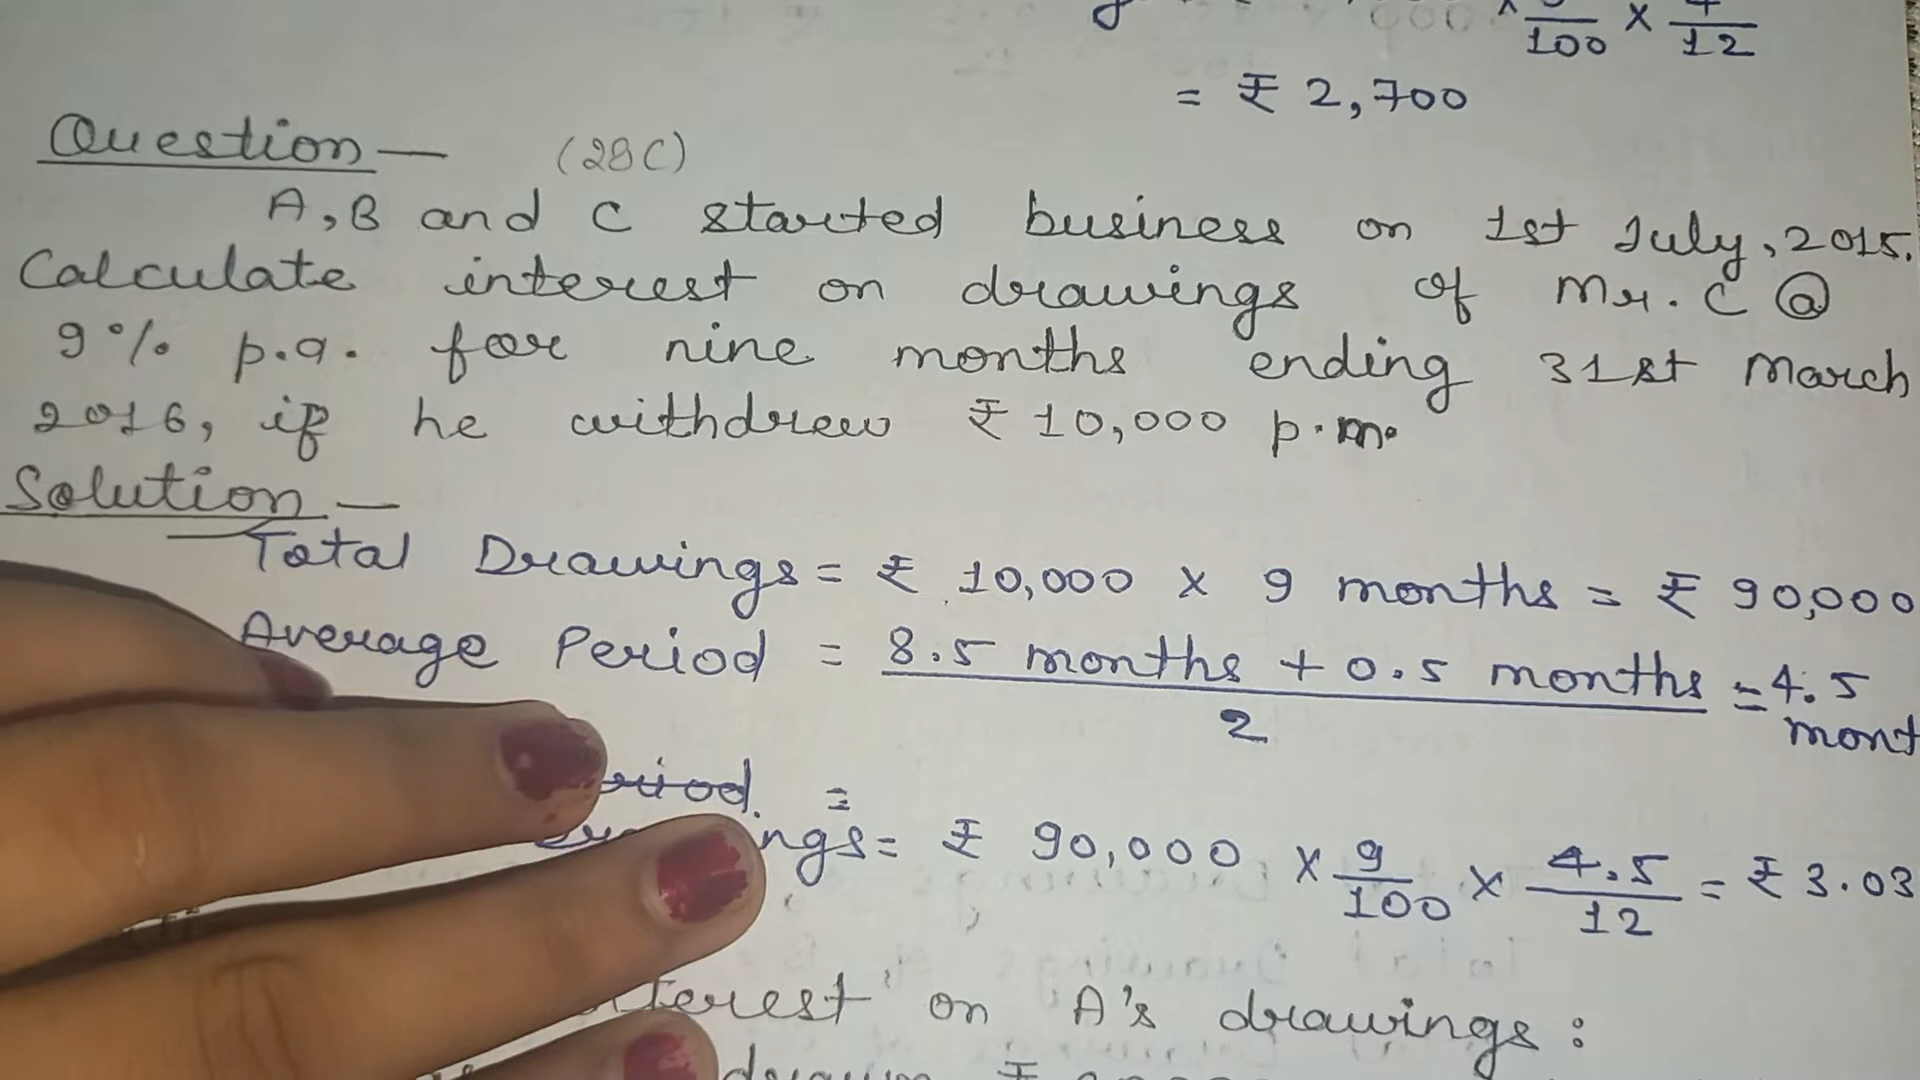 100 × 12
= ₹ 2,700
Question — (28C)
A, B and C started business on 1st July, 2015.
Calculate interest on drawings of Mr. C @
9% p.a. for nine months ending 31st March
2016, if he withdrew ₹ 10,000 p.m.
Solution —
Total Drawings = ₹ 10,000 × 9 months = ₹ 90,000
Average Period = 8.5 months + 0.5 months / 2 = 4.5
mont
=
= ₹ 90,000 × 9/100 × 4.5/12 = ₹ 3.03
on A's drawings: